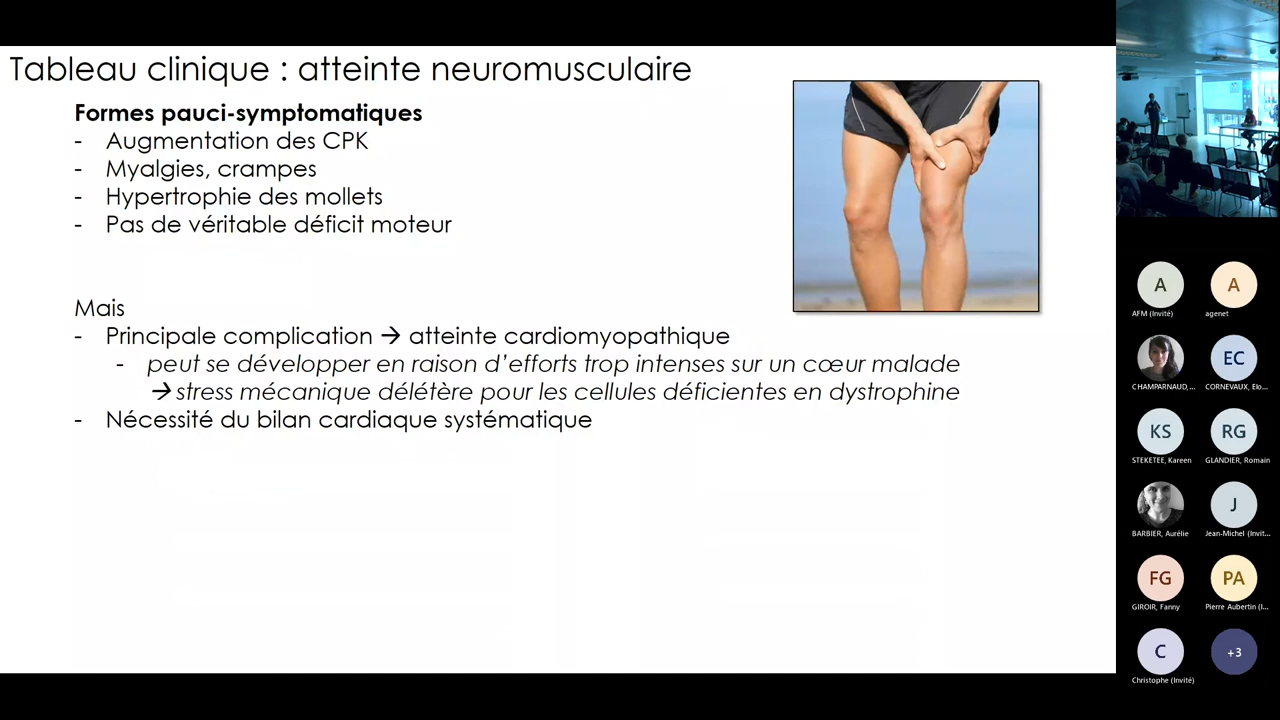 Tableau clinique : atteinte neuromusculaire
Formes pauci-symptomatiques
- Augmentation des CPK
- Myalgies, crampes
- Hypertrophie des mollets
- Pas de véritable déficit moteur
Mais
- Principale complication → atteinte cardiomyopathique
- peut se développer en raison d'efforts trop intenses sur un cœur malade
→ stress mécanique délétère pour les cellules déficientes en dystrophine
- Nécessité du bilan cardiaque systématique
A
A
AFM (Invité)
agenet
EC
CHAMPARNAUD,...
CORNEVAUX, Elo...
KS
RG
STEKETEE, Kareen
GLANDIER, Romain
J
BARBIER, Aurélie
Jean-Michel (Invit...
FG
PA
GIROIR, Fanny
Pierre Aubertin (I...
C
+3
Christophe (Invité)